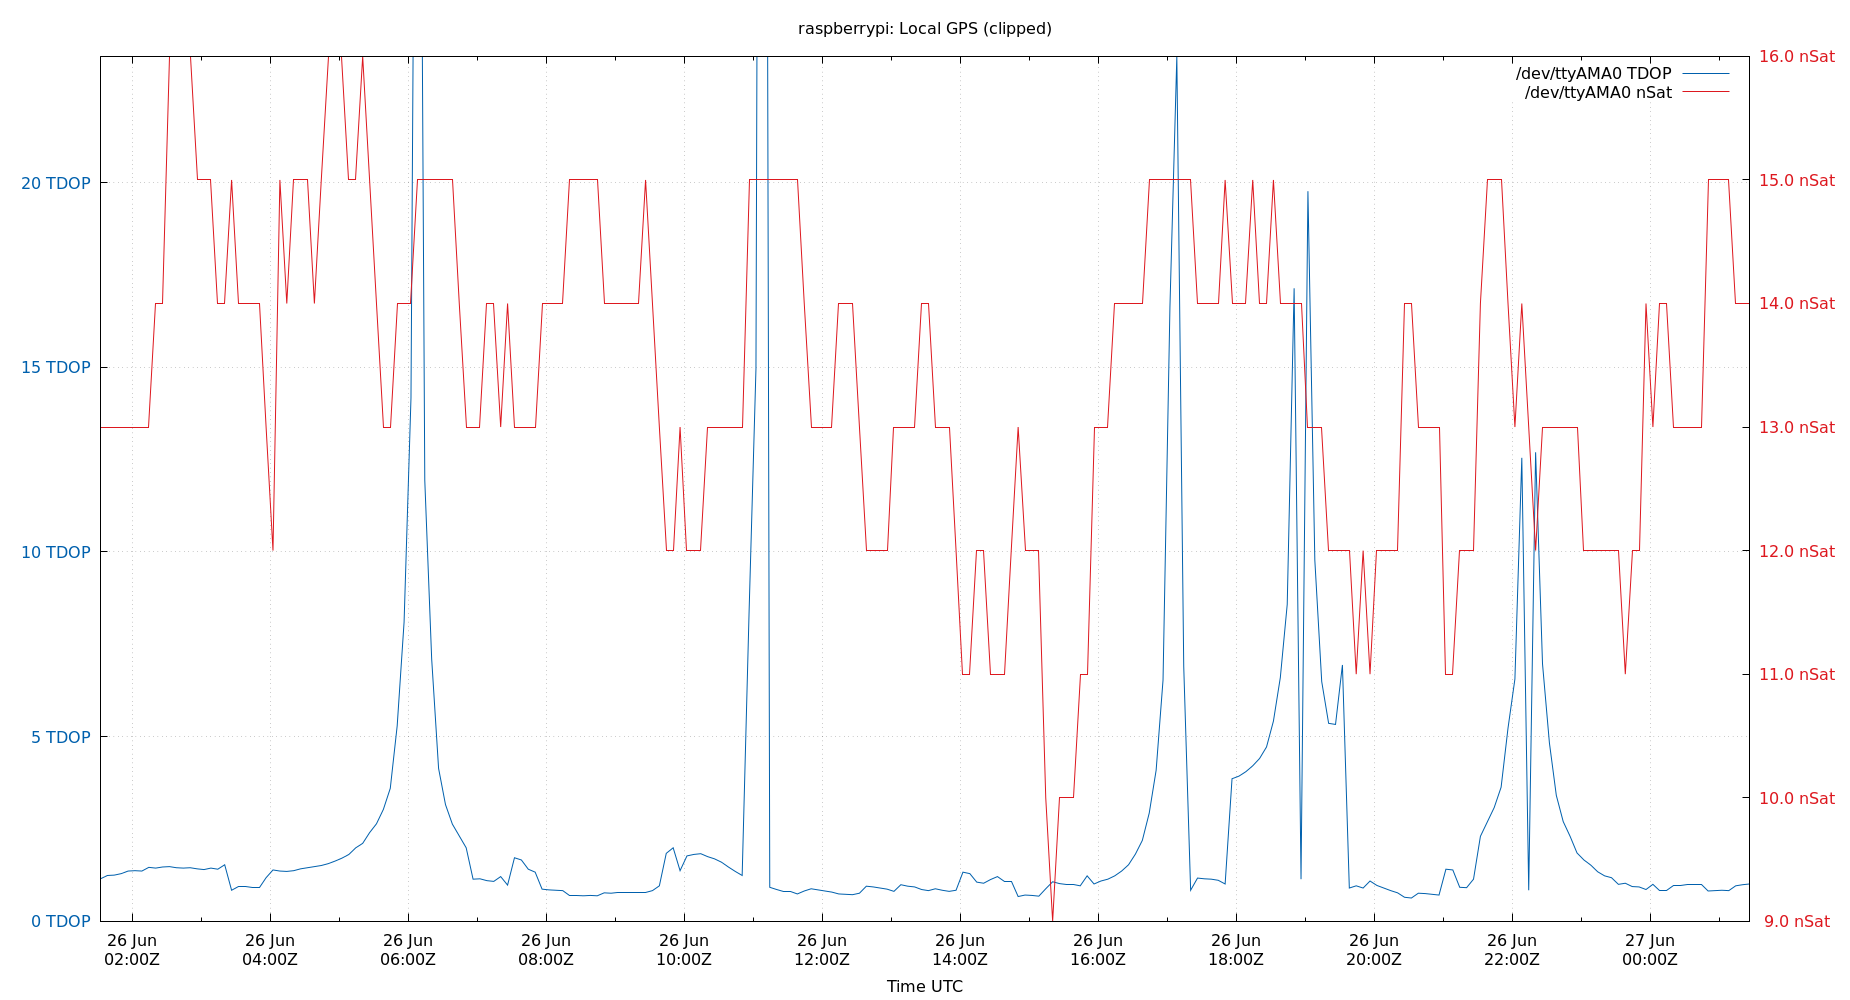 raspberrypi: Local GPS (clipped)
/dev/ttyAMA0 TDOP
/dev/ttyAMA0 nSat
20 TDOP
15 TDOP
10 TDOP
5 TDOP
0 TDOP
16.0 nSat
15.0 nSat
14.0 nSat
13.0 nSat
12.0 nSat
11.0 nSat
10.0 nSat
9.0 nSat
26 Jun
02:00Z
26 Jun
04:00Z
26 Jun
06:00Z
26 Jun
08:00Z
26 Jun
10:00Z
26 Jun
12:00Z
26 Jun
14:00Z
26 Jun
16:00Z
26 Jun
18:00Z
26 Jun
20:00Z
26 Jun
22:00Z
27 Jun
00:00Z
Time UTC